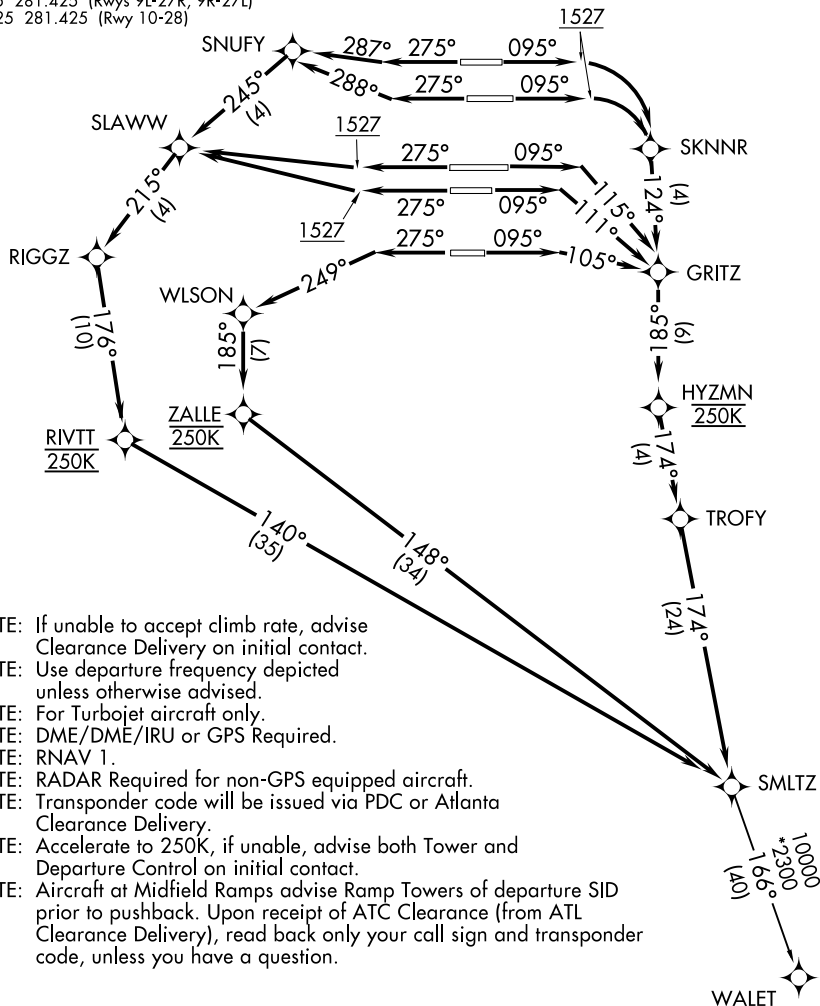 281.425 (Rwys 9L-27R, 9R-27L)
281.425 (Rwy 10-28)
1527
SNUFY
287°
275°
095°
288°
275°
095°
245°
(4)
SLAWW
1527
275°
095°
SKNNR
124°
(4)
215°
(4)
275°
095°
115°
111°
1527
275°
095°
105°
RIGGZ
249°
GRITZ
WLSON
176°
(10)
185°
(7)
185°
(6)
HYZMN
250K
ZALLE
250K
RIVTT
250K
174°
(4)
TROFY
140°
(35)
148°
(34)
174°
(24)
TE: If unable to accept climb rate, advise
Clearance Delivery on initial contact.
TE: Use departure frequency depicted
unless otherwise advised.
TE: For Turbojet aircraft only.
TE: DME/DME/IRU or GPS Required.
TE: RNAV 1.
TE: RADAR Required for non-GPS equipped aircraft.
TE: Transponder code will be issued via PDC or Atlanta
Clearance Delivery.
TE: Accelerate to 250K, if unable, advise both Tower and
Departure Control on initial contact.
TE: Aircraft at Midfield Ramps advise Ramp Towers of departure SID
prior to pushback. Upon receipt of ATC Clearance (from ATL
Clearance Delivery), read back only your call sign and transponder
code, unless you have a question.
SMLTZ
10000
*2300
166°
(40)
WALET